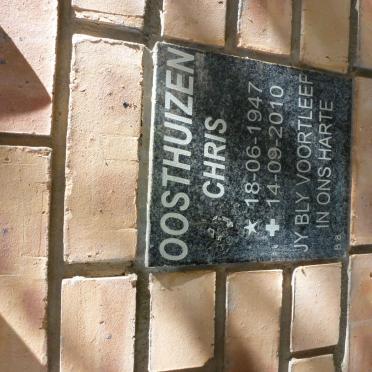 OOSTHUIZEN
CHRIS
* 18-06-1947
✝ 14-09-2010
JY BLY VOORTLEEF
IN ONS HARTE